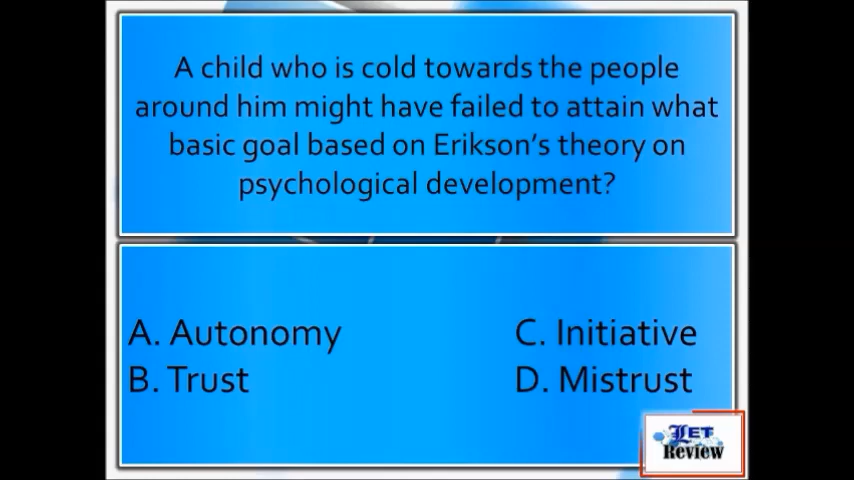 A child who is cold towards the people
around him might have failed to attain what
basic goal based on Erikson's theory on
psychological development?
A. Autonomy
B. Trust
C. Initiative
D. Mistrust
LET
Review